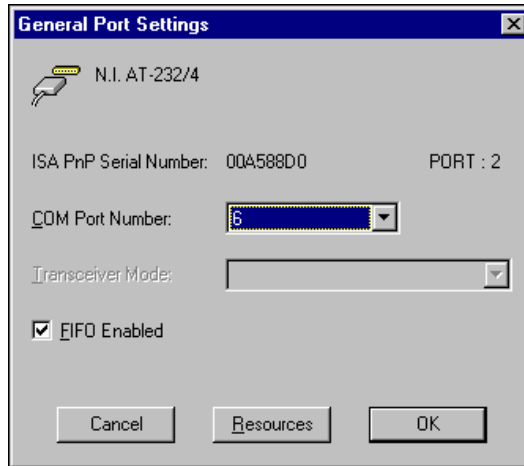 General Port Settings
N.I. AT-232/4
ISA PnP Serial Number: 00A588D0 PORT : 2
COM Port Number: 6
Transceiver Mode:
FIFO Enabled
Cancel Resources OK